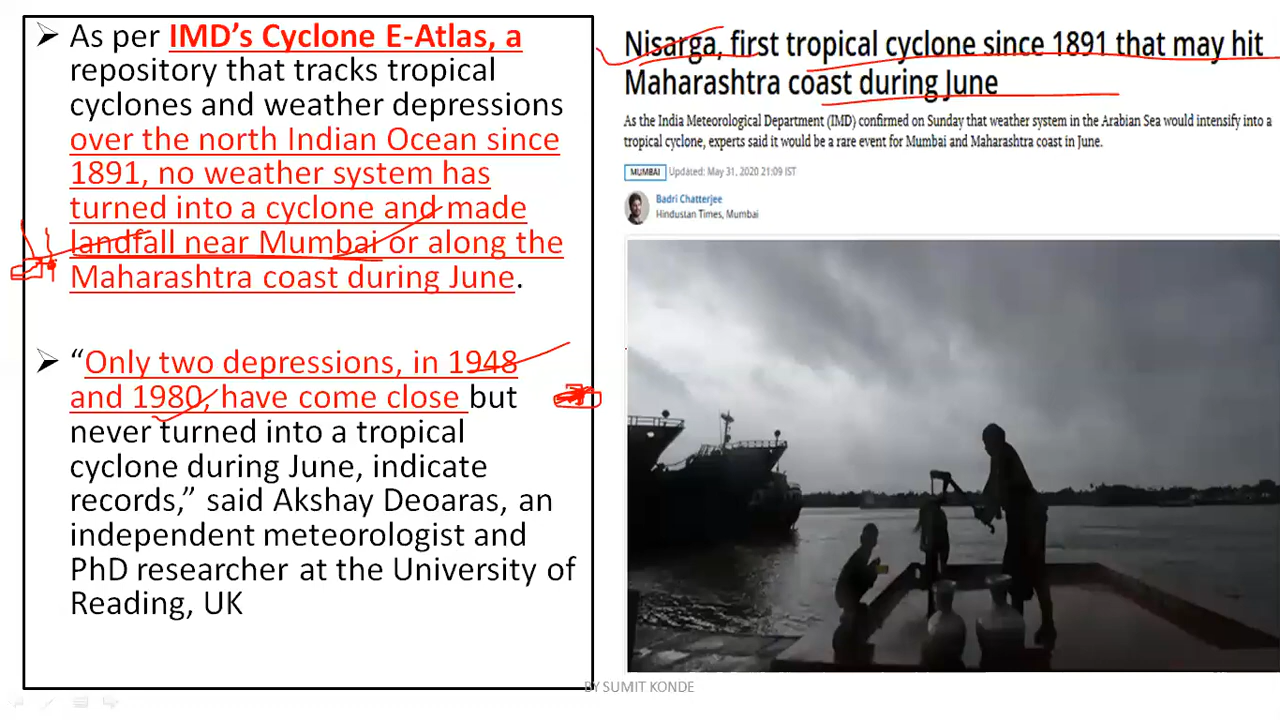 ➤ As per IMD's Cyclone E-Atlas, a
repository that tracks tropical
cyclones and weather depressions
over the north Indian Ocean since
1891, no weather system has
turned into a cyclone and made
landfall near Mumbai or along the
Maharashtra coast during June.
➤ “Only two depressions, in 1948
and 1980, have come close but
never turned into a tropical
cyclone during June, indicate
records,” said Akshay Deoaras, an
independent meteorologist and
PhD researcher at the University of
Reading, UK
Nisarga, first tropical cyclone since 1891 that may hit
Maharashtra coast during June
As the India Meteorological Department (IMD) confirmed on Sunday that weather system in the Arabian Sea would intensify into a
tropical cyclone, experts said it would be a rare event for Mumbai and Maharashtra coast in June.
MUMBAI Updated: May 31, 2020 21:09 IST
Badri Chatterjee
Hindustan Times, Mumbai
BY SUMIT KONDE